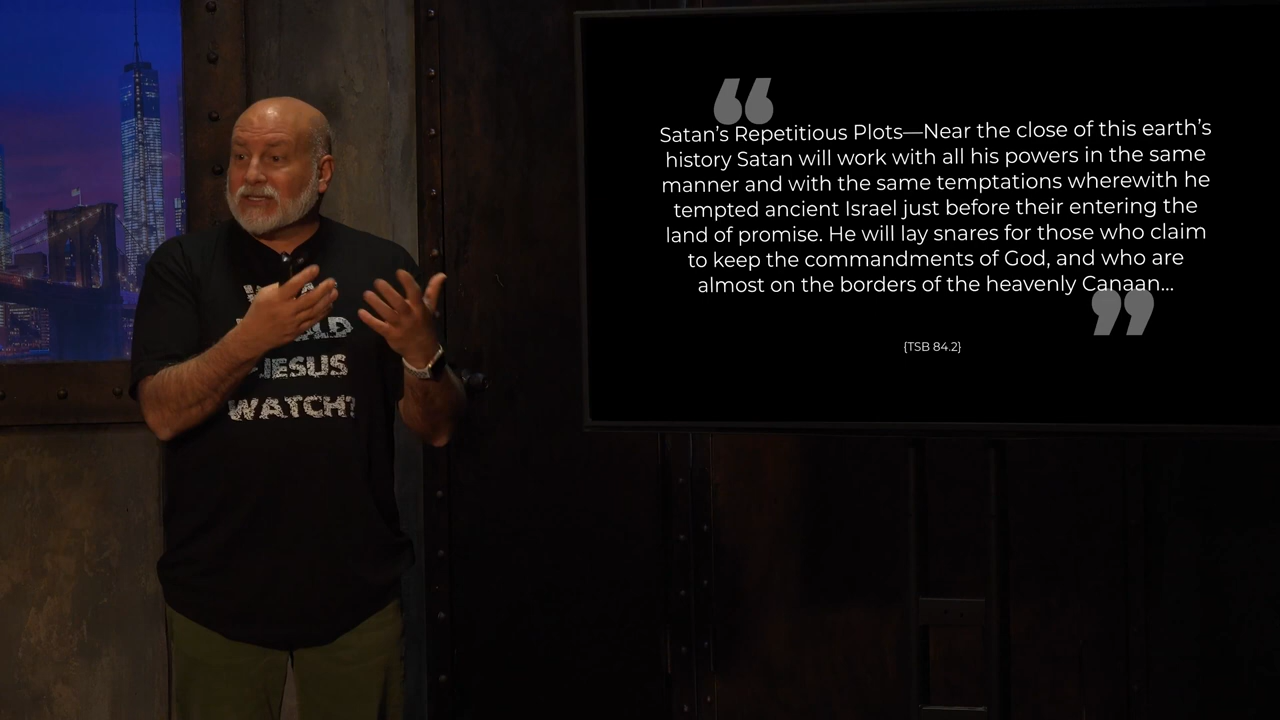 JESUS
WATCH?
Satan’s Repetitious Plots—Near the close of this earth’s
history Satan will work with all his powers in the same
manner and with the same temptations wherewith he
tempted ancient Israel just before their entering the
land of promise. He will lay snares for those who claim
to keep the commandments of God, and who are
almost on the borders of the heavenly Canaan...
{TSB 84.2}